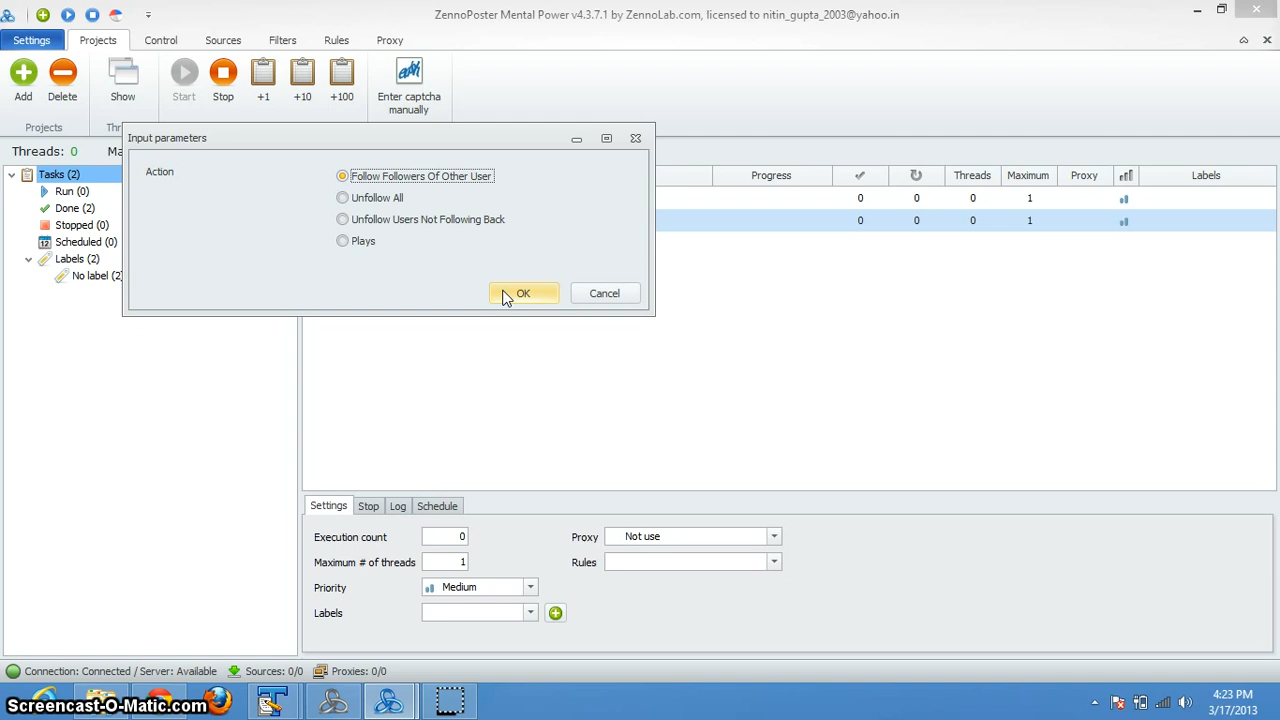 ZennoPoster Mental Power v4.3.7.1 by ZennoLab.com, licensed to nitin_gupta_2003@yahoo.in
Settings Projects Control Sources Filters Rules Proxy
Add Delete Show Start Stop +1 +10 +100 Enter captcha manually
Projects Thr
Input parameters
Threads: 0 Ma
Action
Follow Followers Of Other User
Unfollow All
Unfollow Users Not Following Back
Plays
OK Cancel
Progress Threads Maximum Proxy Labels
0 0 0 1
0 0 0 1
Tasks (2)
Run (0)
Done (2)
Stopped (0)
12 Scheduled (0)
Labels (2)
No label (2)
Settings Stop Log Schedule
Execution count 0 Proxy Not use
Maximum # of threads 1 Rules
Priority Medium
Labels
Connection: Connected / Server: Available Sources: 0/0 Proxies: 0/0
Screencast-O-Matic.com
4:23 PM
3/17/2013